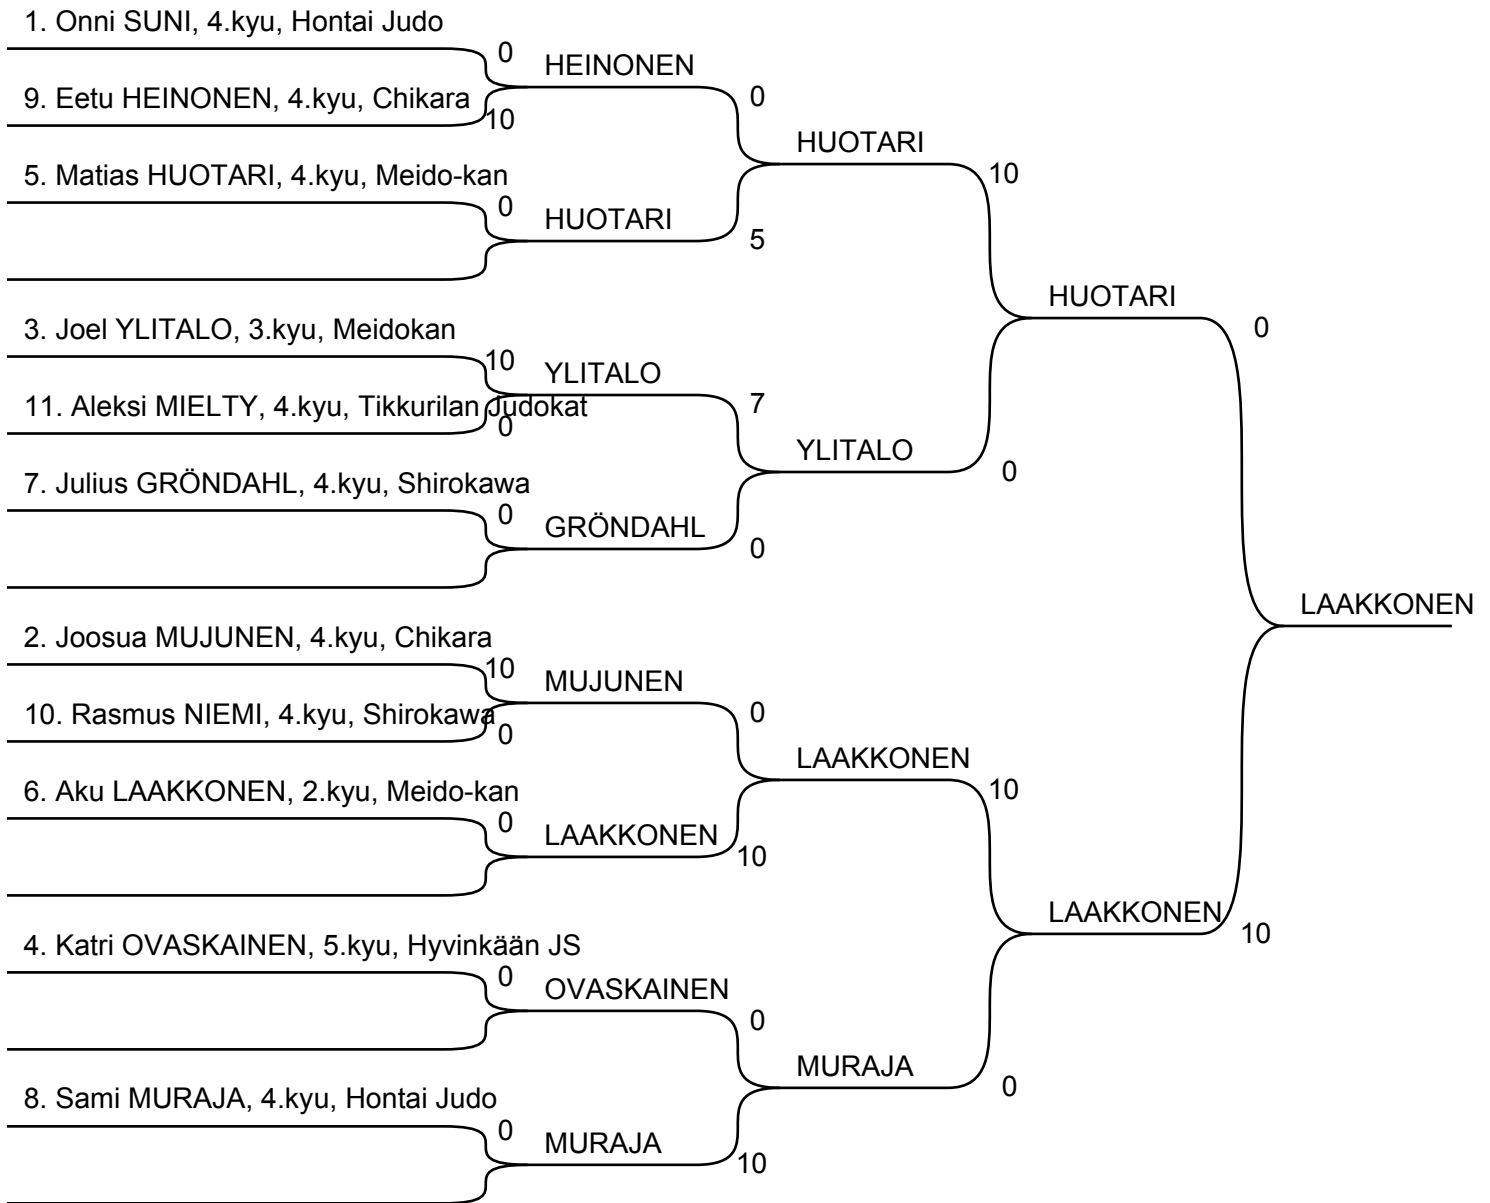 1. Onni SUNI, 4.kyu, Hontai Judo
0
HEINONEN
9. Eetu HEINONEN, 4.kyu, Chikara
10
0
HUOTARI
5. Matias HUOTARI, 4.kyu, Meido-kan
10
0
HUOTARI
5
HUOTARI
0
3. Joel YLITALO, 3.kyu, Meidokan
10
YLITALO
11. Aleksi MIELTY, 4.kyu, Tikkurilan Judokat
0
7
YLITALO
0
7. Julius GRÖNDAHL, 4.kyu, Shirokawa
0
GRÖNDAHL
0
LAAKKONEN
2. Joosua MUJUNEN, 4.kyu, Chikara
10
MUJUNEN
10. Rasmus NIEMI, 4.kyu, Shirokawa
0
0
LAAKKONEN
6. Aku LAAKKONEN, 2.kyu, Meido-kan
10
0
LAAKKONEN
10
LAAKKONEN
10
4. Katri OVASKAINEN, 5.kyu, Hyvinkään JS
0
OVASKAINEN
0
MURAJA
0
8. Sami MURAJA, 4.kyu, Hontai Judo
0
MURAJA
10